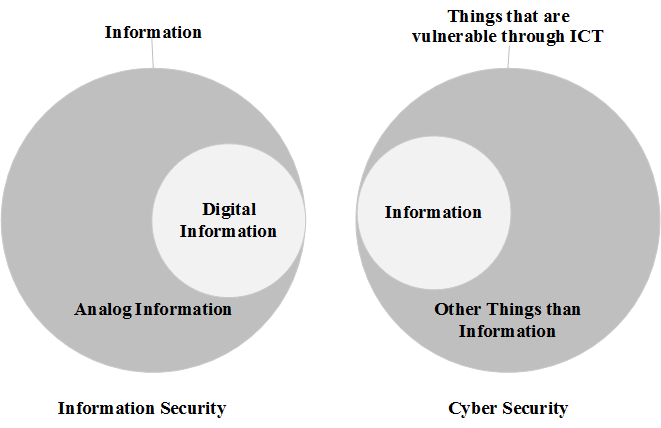 Information
Things that are
vulnerable through ICT
Digital
Information
Information
Analog Information
Other Things than
Information
Information Security
Cyber Security